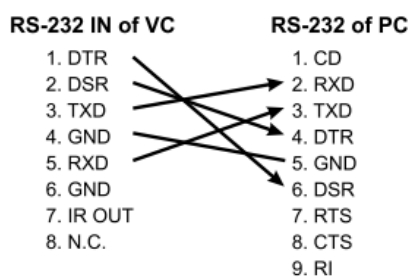 RS-232 IN of VC
1. DTR
2. DSR
3. TXD
4. GND
5. RXD
6. GND
7. IR OUT
8. N.C.
RS-232 of PC
1. CD
2. RXD
3. TXD
4. DTR
5. GND
6. DSR
7. RTS
8. CTS
9. RI